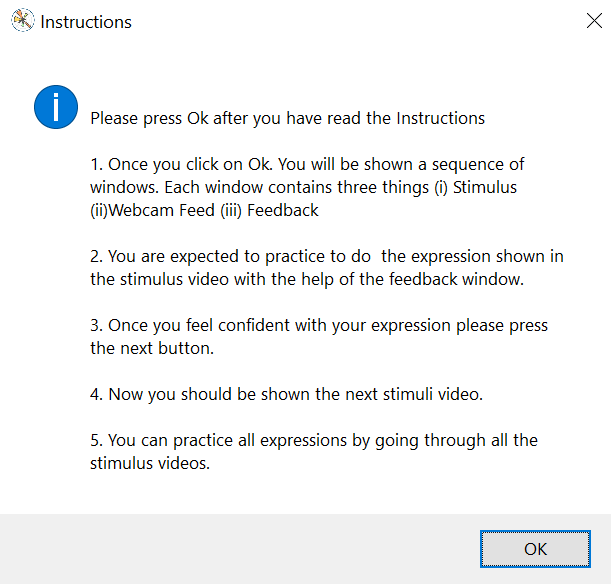 Instructions
Please press Ok after you have read the Instructions
1. Once you click on Ok. You will be shown a sequence of
windows. Each window contains three things (i) Stimulus
(ii)Webcam Feed (iii) Feedback
2. You are expected to practice to do  the expression shown in
the stimulus video with the help of the feedback window.
3. Once you feel confident with your expression please press
the next button.
4. Now you should be shown the next stimuli video.
5. You can practice all expressions by going through all the
stimulus videos.
OK